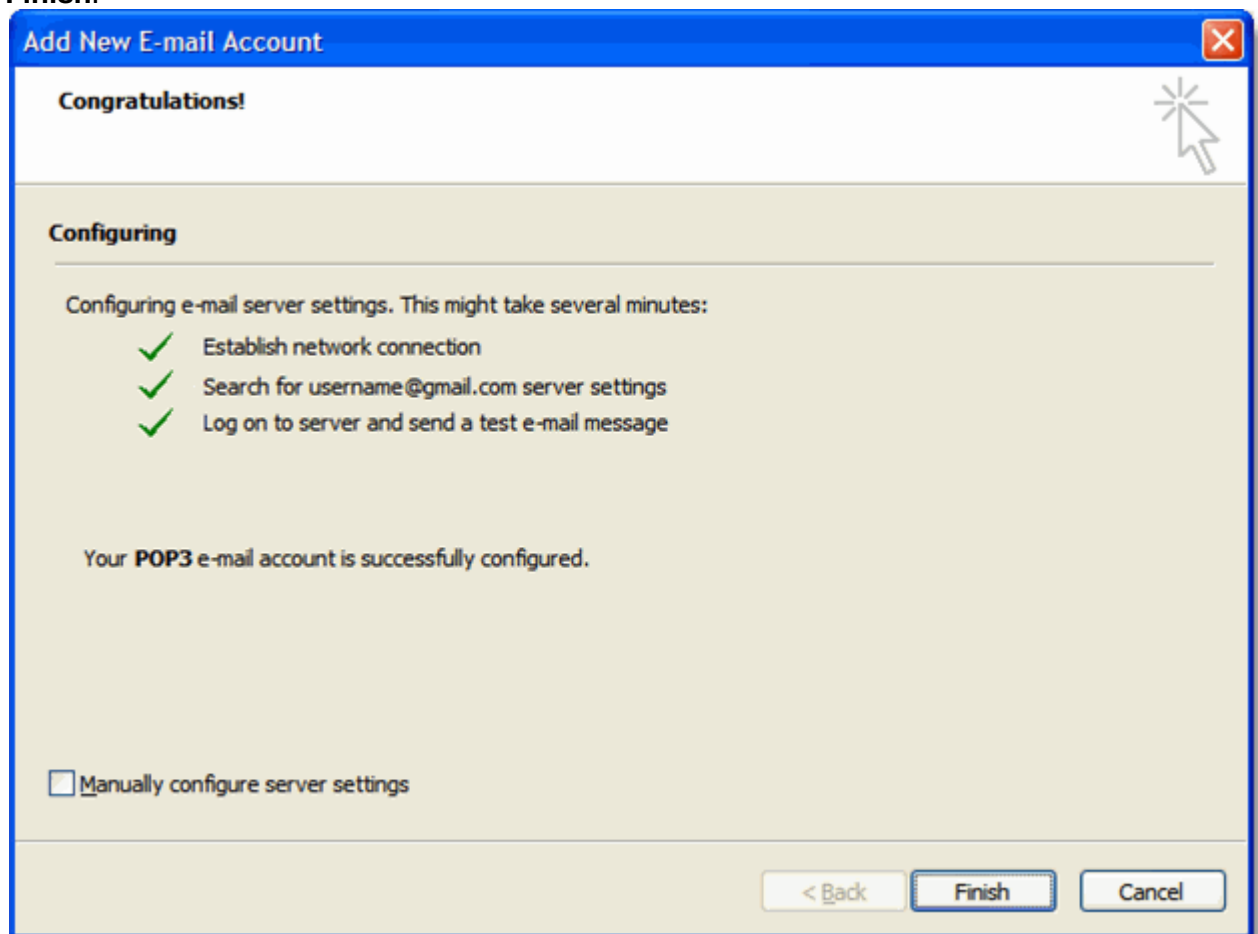 Finish.
Add New E-mail Account
Congratulations!
Configuring
Configuring e-mail server settings. This might take several minutes:
Establish network connection
Search for username@gmail.com server settings
Log on to server and send a test e-mail message
Your POP3 e-mail account is successfully configured.
Manually configure server settings
< Back Finish Cancel